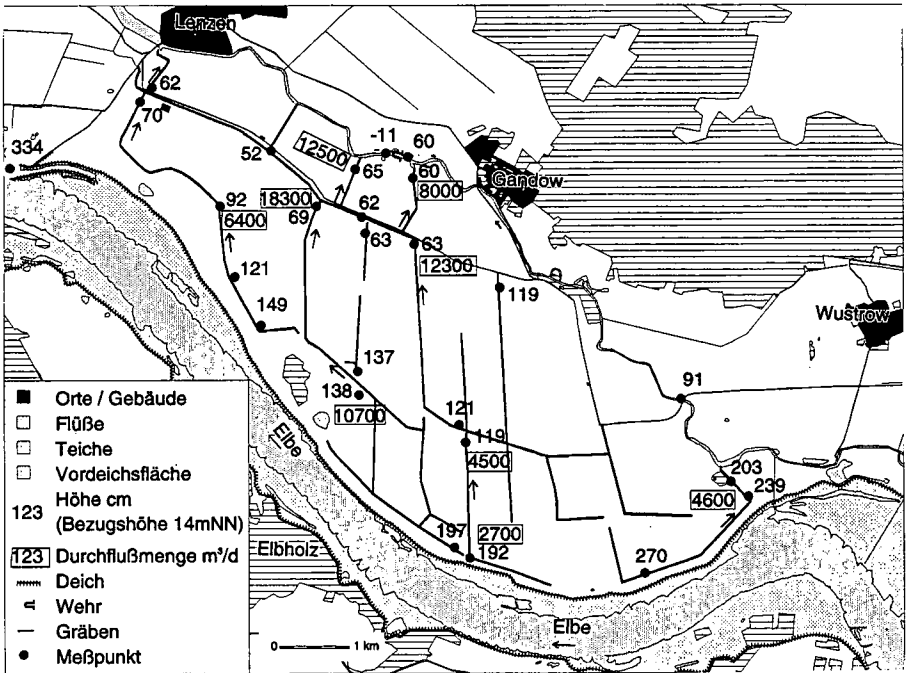 Lenzen
62
70
334
52
12500
-11
60
65
60
8000
Gandow
92
6400
18300
69
62
63
63
12300
121
119
149
Wustrow
137
138
10700
91
121
119
4500
203
239
4600
197
2700
192
270
Elbe
Elbholz
Elbe
0 1 km
Orte / Gebäude
Flüße
Teiche
Vordeichsfläche
123 Höhe cm
(Bezugshöhe 14mNN)
123 Durchflußmenge m³/d
Deich
Wehr
Gräben
Meßpunkt